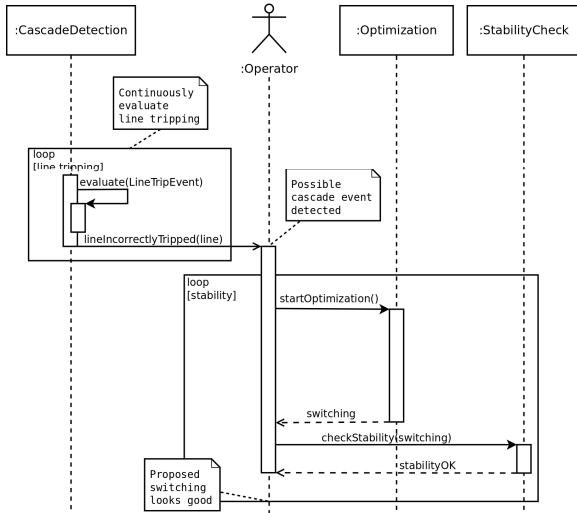 :CascadeDetection
:Operator
:Optimization
:StabilityCheck
Continuously
evaluate
line tripping
loop
[line tripping]
evaluate(LineTripEvent)
Possible
cascade event
detected
lineIncorrectlyTripped(line)
loop
[stability]
startOptimization()
switching
checkStability(switching)
stabilityOK
Proposed
switching
looks good